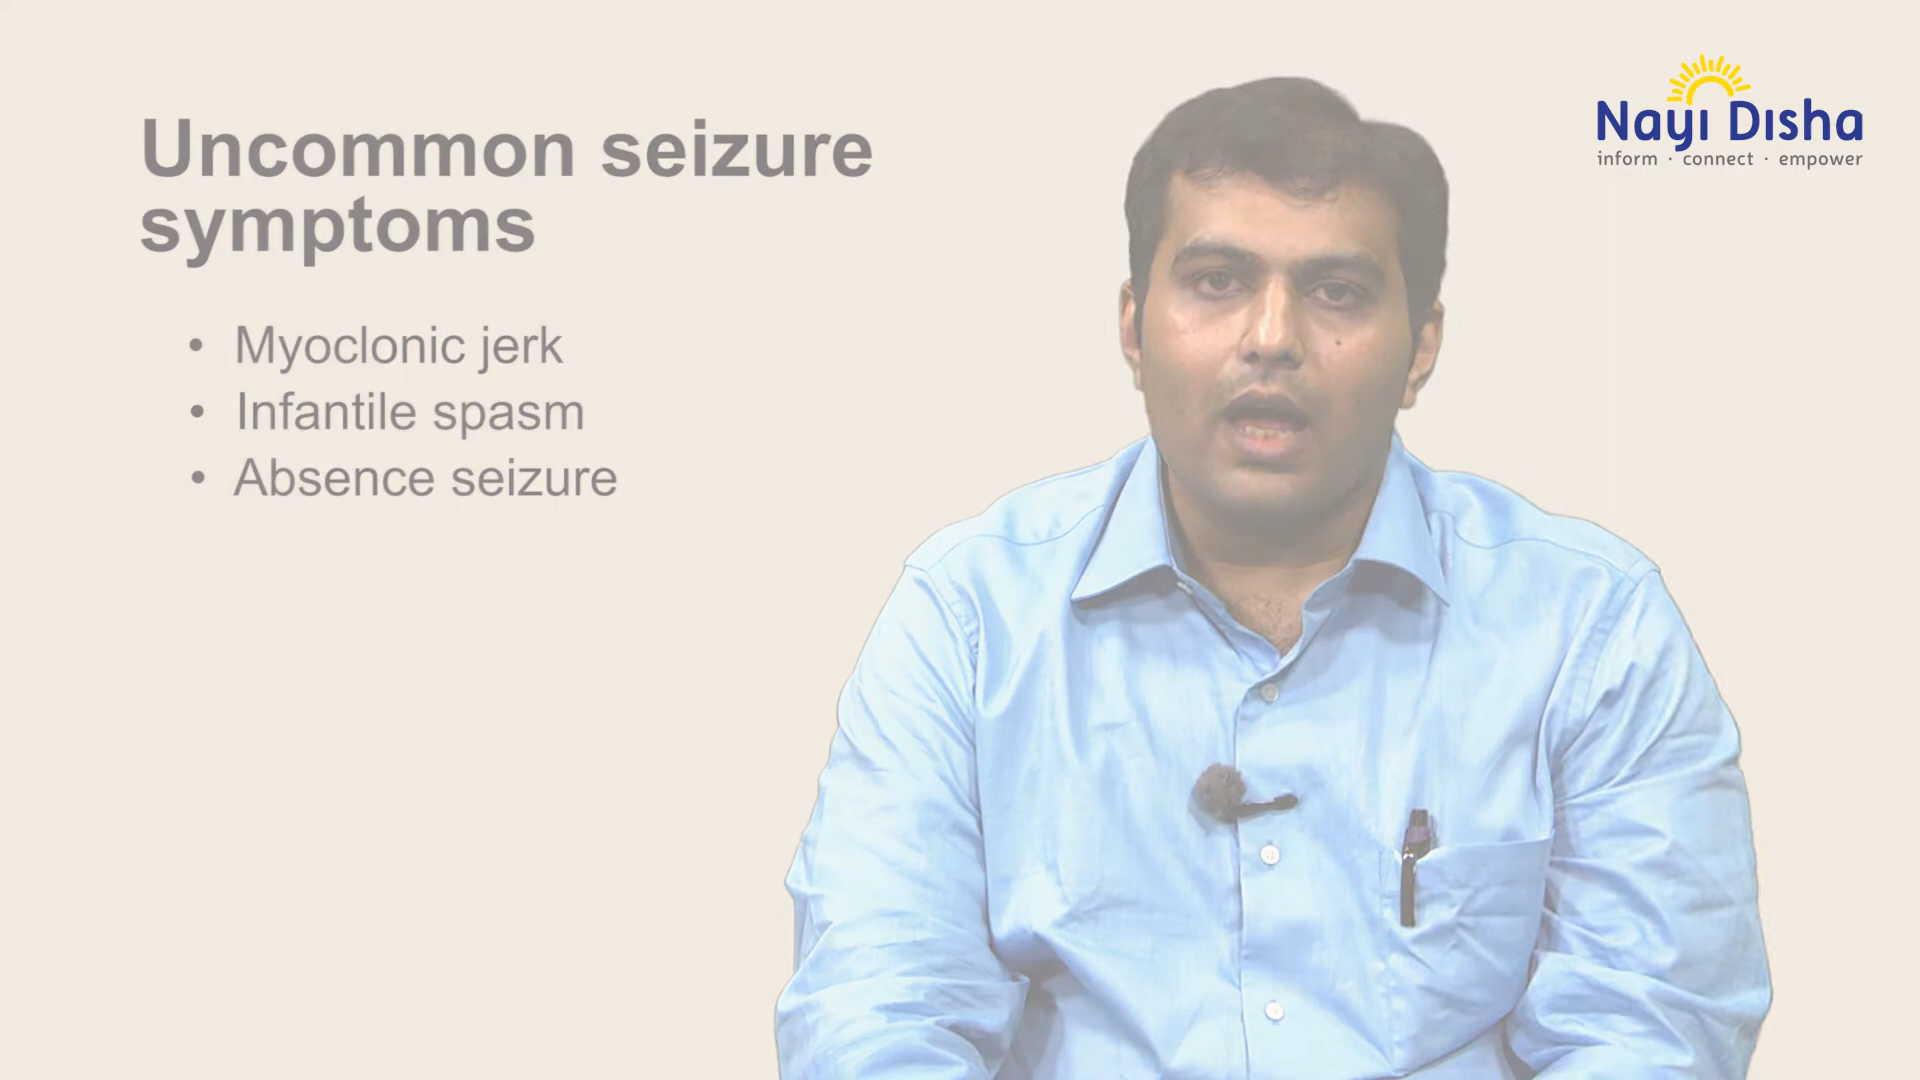 Uncommon seizure
symptoms
• Myoclonic jerk
• Infantile spasm
• Absence seizure
Nayi Disha
inform · connect · empower